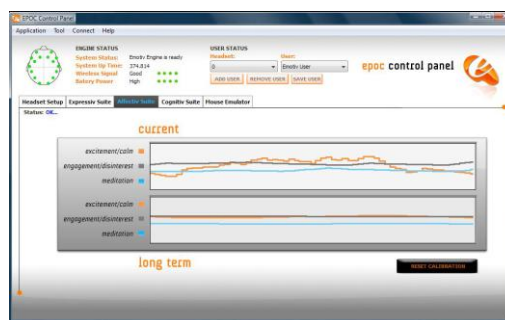 EPOC Control Panel
Application Tool Connect Help
ENGINE STATUS
System Status: Emotiv Engine is ready
System Up Time: 374.814
Wireless Signal Good
Battery Power High
USER STATUS
Headset: User:
0 Emotiv User
ADD USER REMOVE USER SAVE USER
epoc control panel
Headset Setup Expressiv Suite Affectiv Suite Cognitiv Suite Mouse Emulator
Status: OK...
current
excitement/calm
engagement/disinterest
meditation
excitement/calm
engagement/disinterest
meditation
long term
RESET CALIBRATION